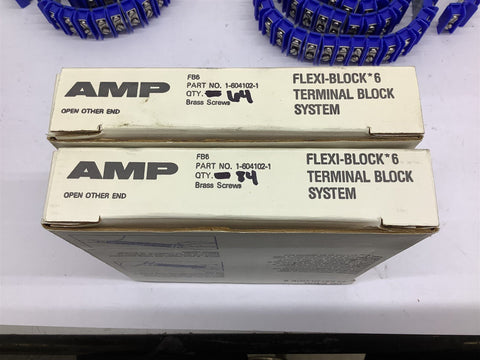 AMP
OPEN OTHER END
FB6
PART NO. 1-604102-1
QTY. 64
Brass Screws
FLEXI-BLOCK*6
TERMINAL BLOCK
SYSTEM
AMP
OPEN OTHER END
FB6
PART NO. 1-604102-1
QTY. 84
Brass Screws
FLEXI-BLOCK*6
TERMINAL BLOCK
SYSTEM